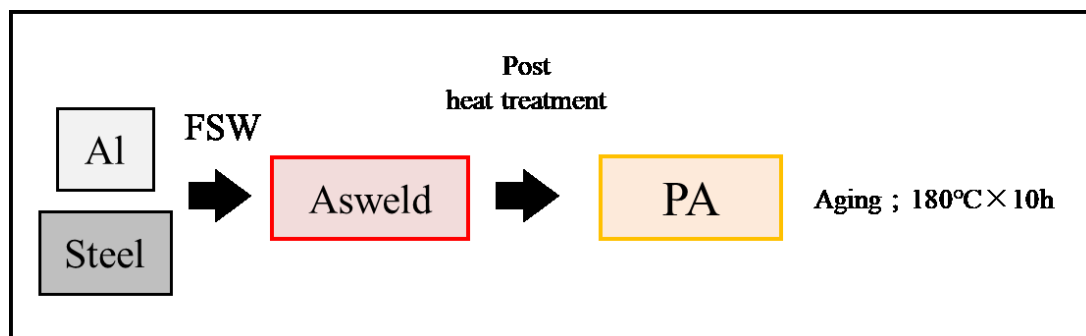 Al
Steel
FSW
Asweld
Post
heat treatment
PA
Aging ; 180℃×10h